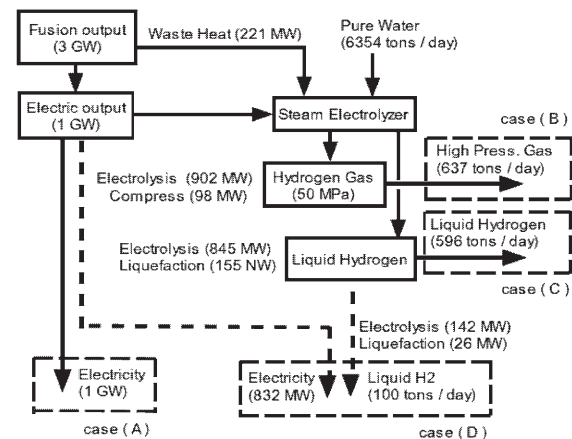 Fusion output
(3 GW)
Waste Heat (221 MW)
Pure Water
(6354 tons / day)
Electric output
(1 GW)
Steam Electrolyzer
case ( B )
Electrolysis (902 MW)
Compress (98 MW)
Hydrogen Gas
(50 MPa)
High Press. Gas
(637 tons / day)
Electrolysis (845 MW)
Liquefaction (155 NW)
Liquid Hydrogen
Liquid Hydrogen
(596 tons / day)
case ( C )
Electrolysis (142 MW)
Liquefaction (26 MW)
Electricity
(1 GW)
case ( A )
Electricity
(832 MW)
Liquid H2
(100 tons / day)
case ( D )